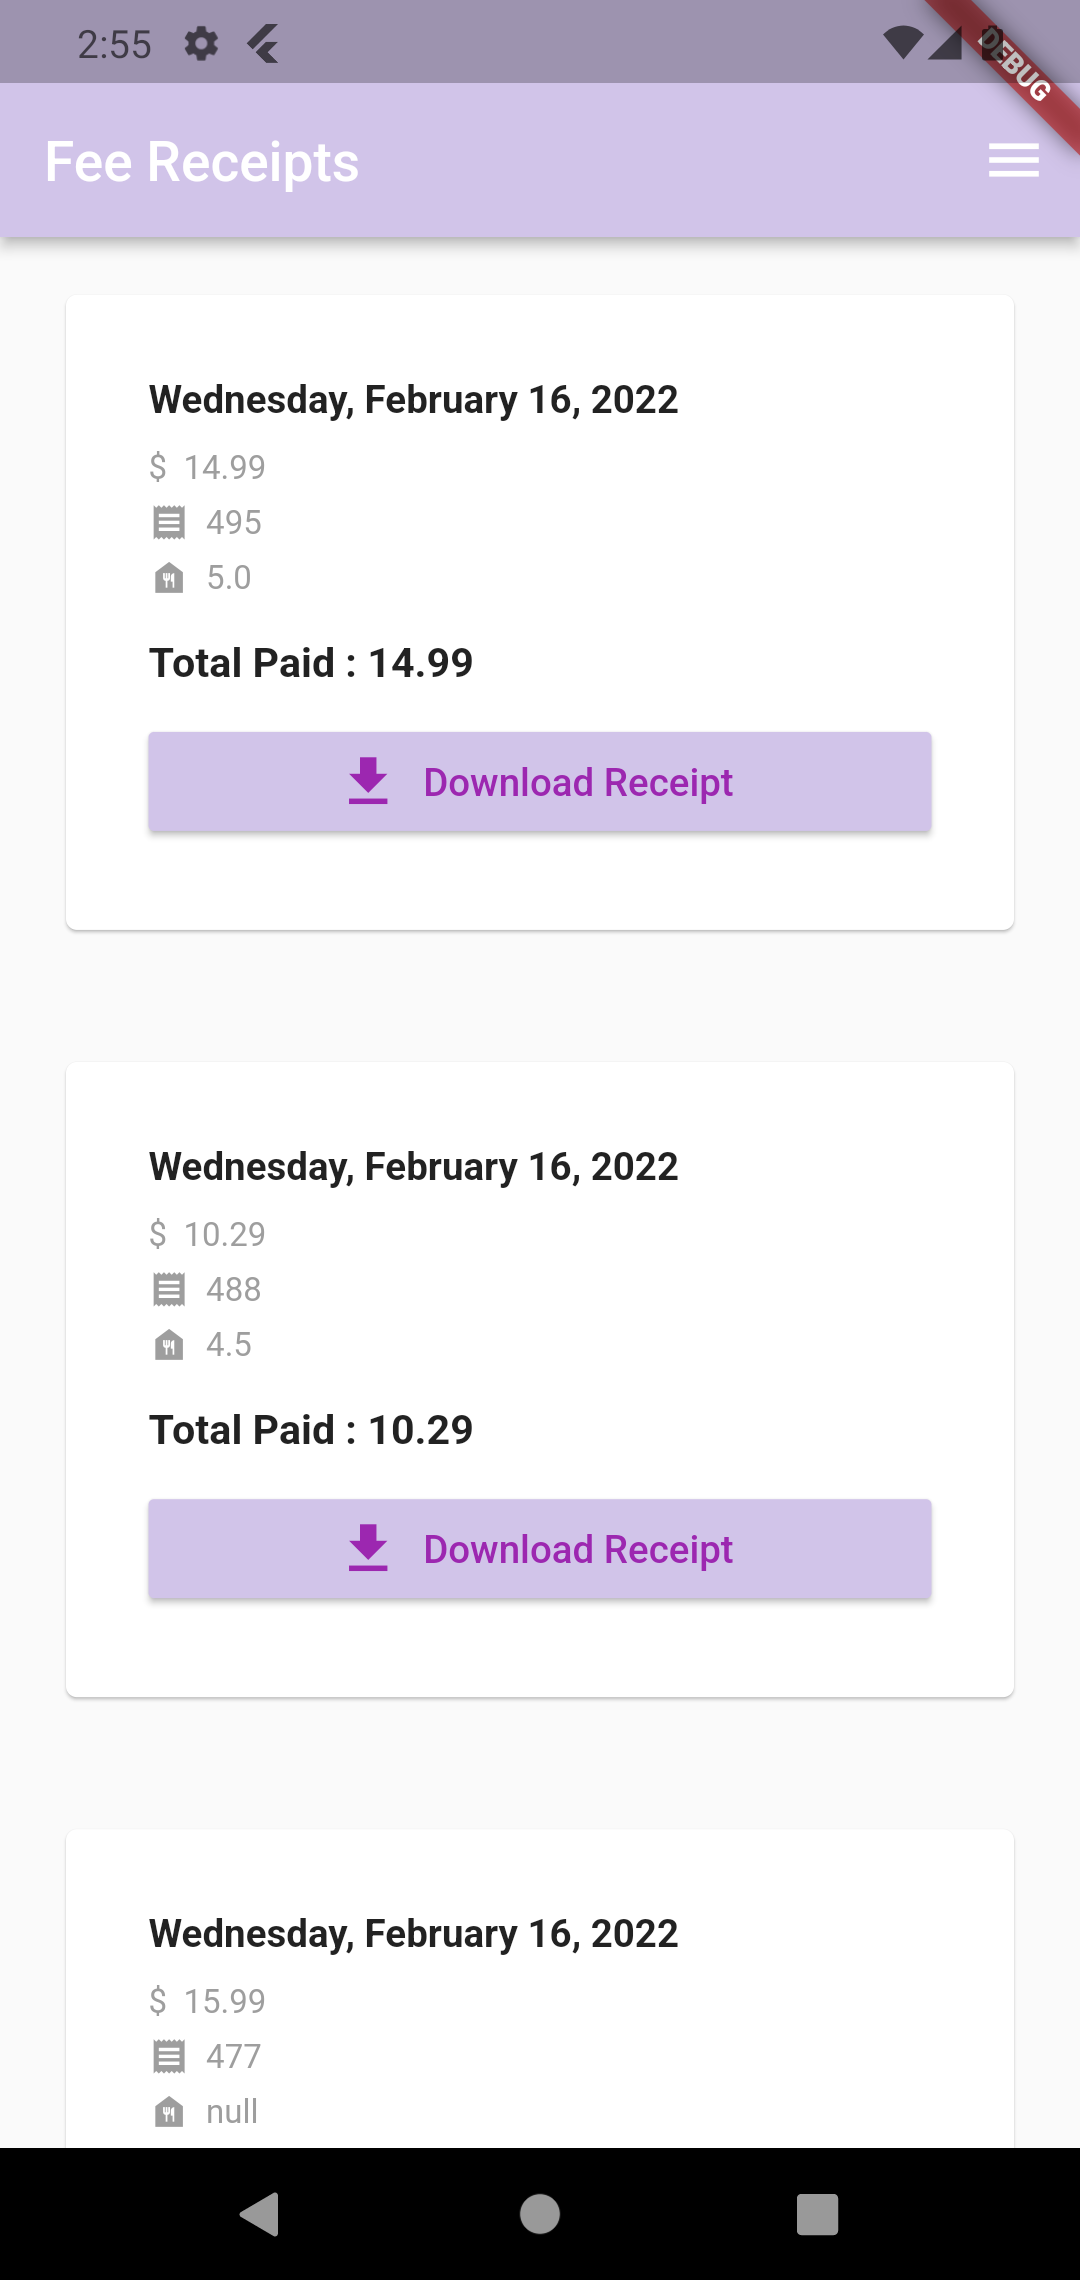 2:55
DEBUG
Fee Receipts
Wednesday, February 16, 2022
$ 14.99
495
5.0
Total Paid : 14.99
Download Receipt
Wednesday, February 16, 2022
$ 10.29
488
4.5
Total Paid : 10.29
Download Receipt
Wednesday, February 16, 2022
$ 15.99
477
null